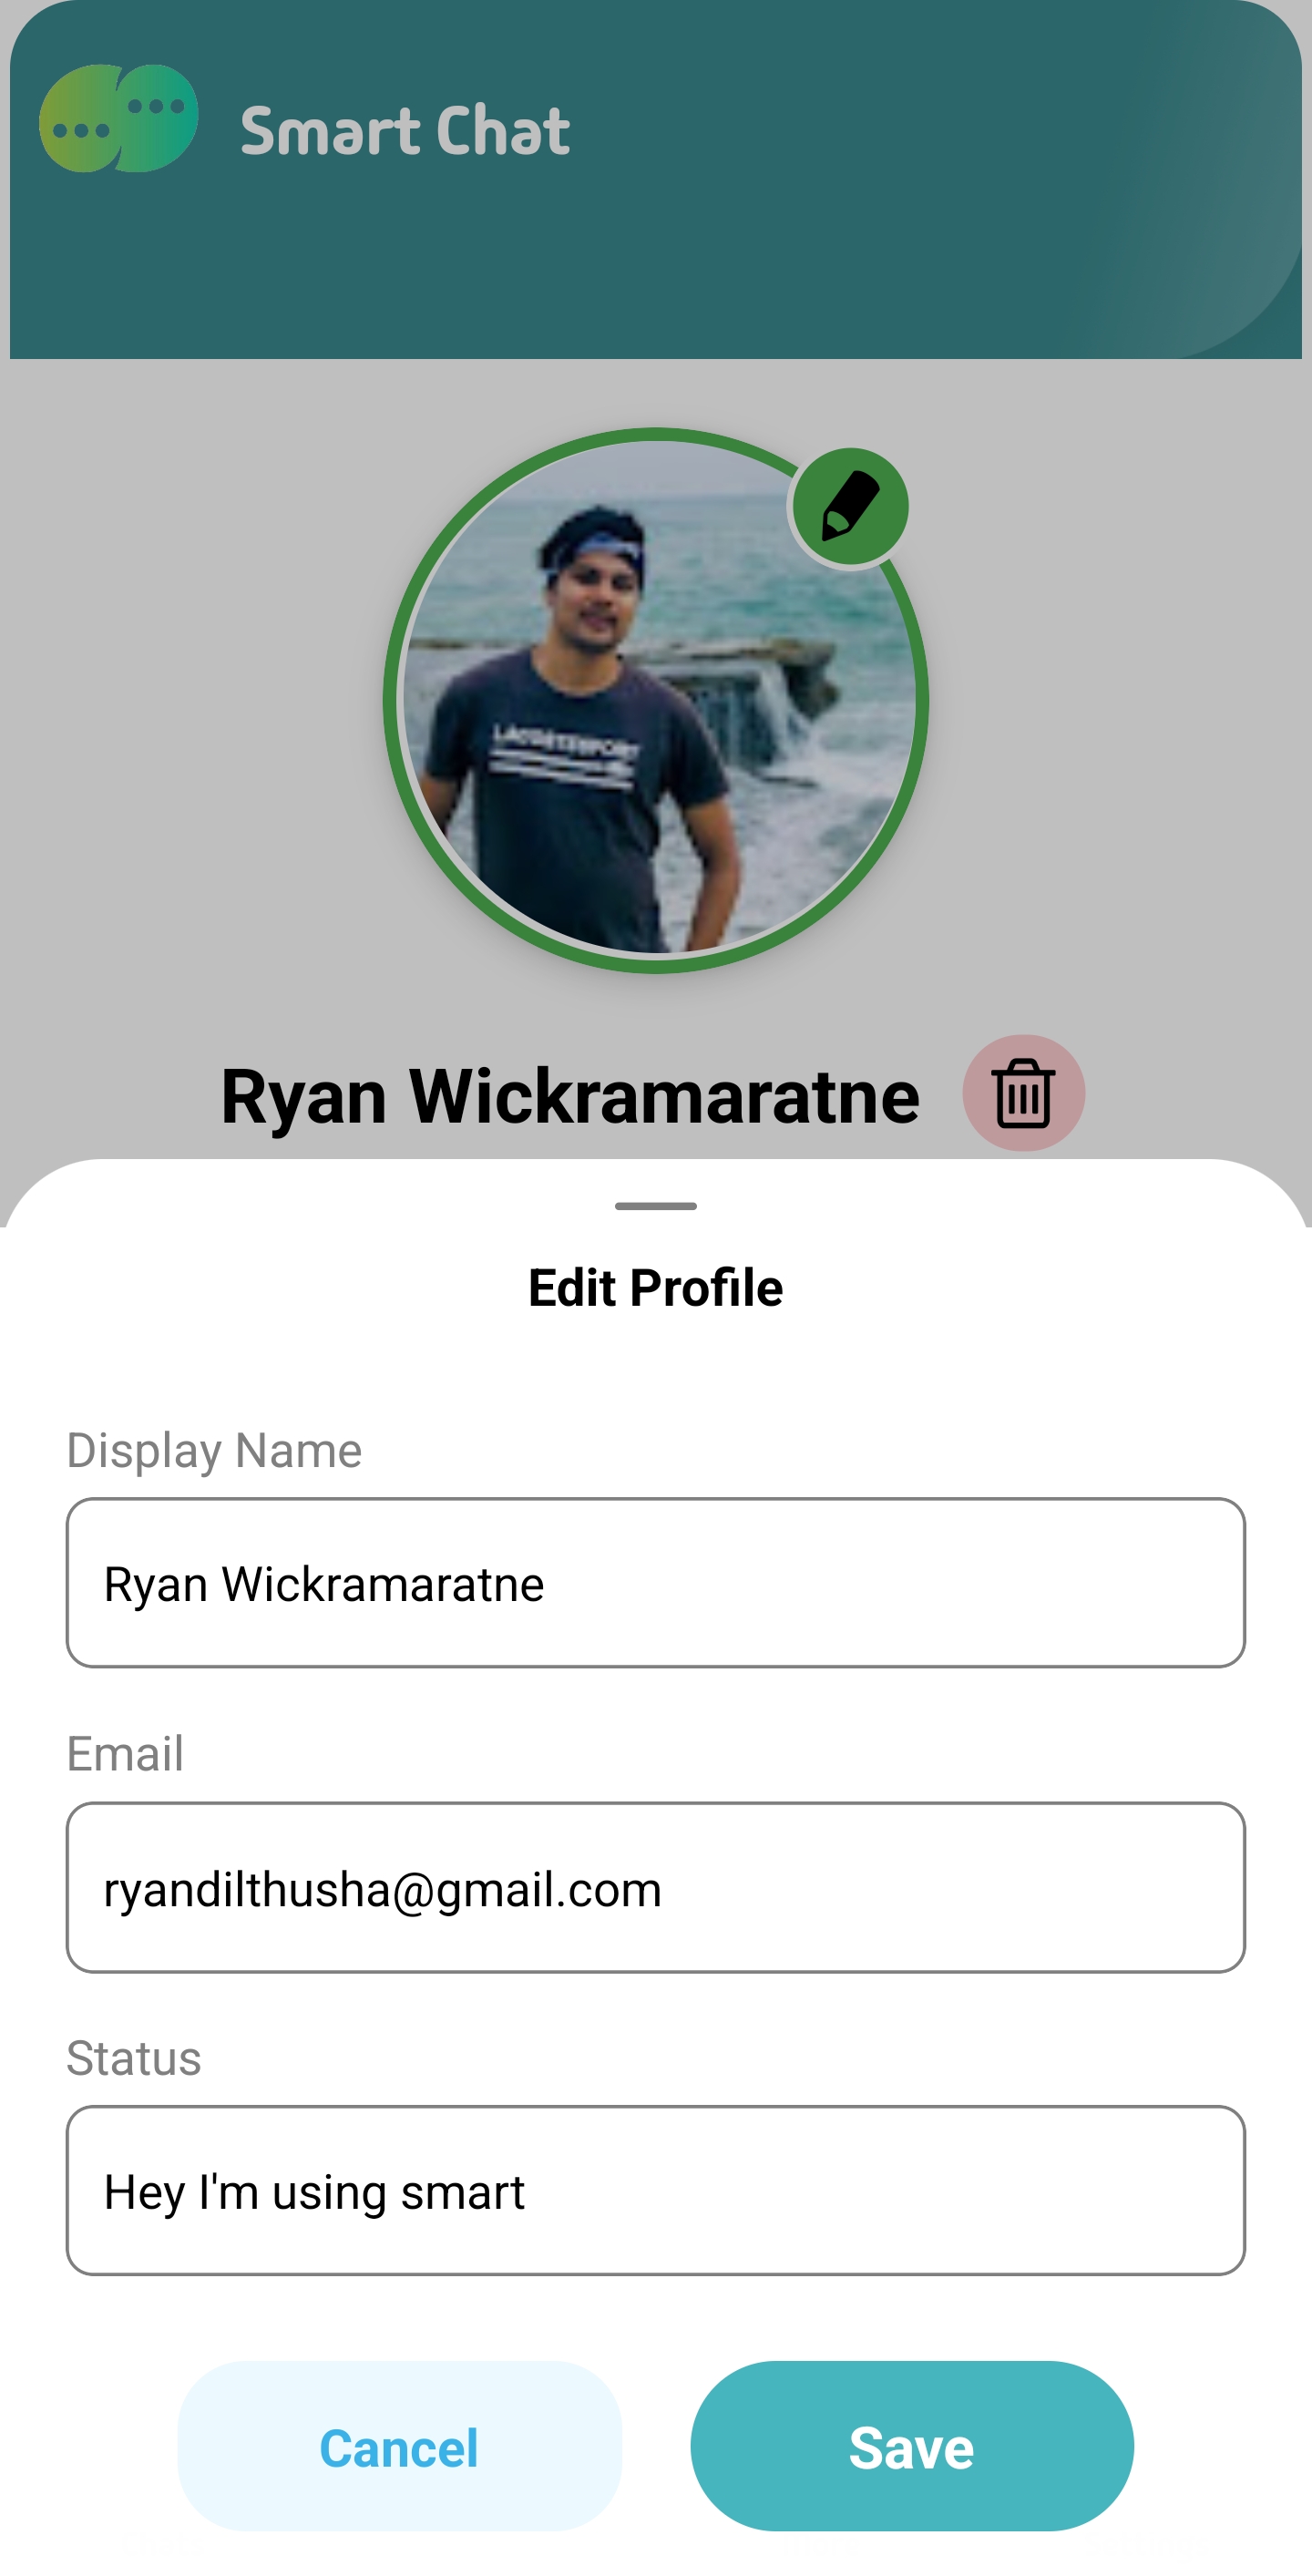 Smart Chat
Ryan Wickramaratne
Edit Profile
Display Name
Ryan Wickramaratne
Email
ryandilthusha@gmail.com
Status
Hey I'm using smart
Cancel
Save